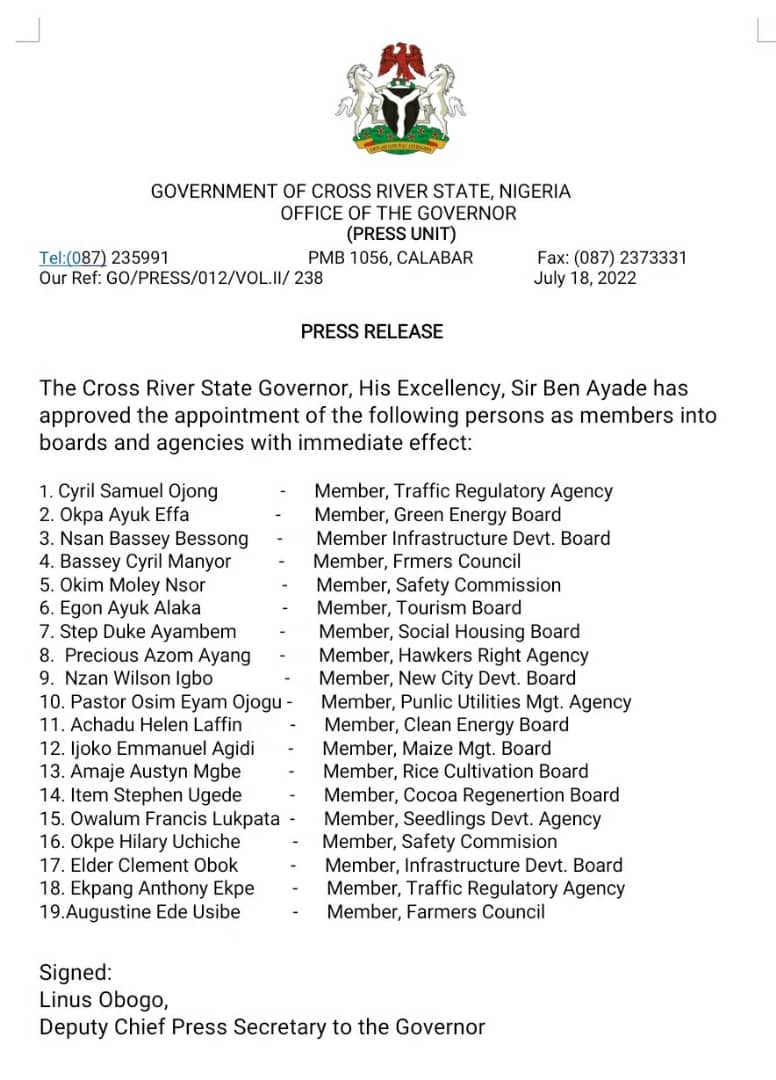 GOVERNMENT OF CROSS RIVER STATE, NIGERIA
OFFICE OF THE GOVERNOR
(PRESS UNIT)
Tel:(087) 235991 PMB 1056, CALABAR Fax: (087) 2373331
Our Ref: GO/PRESS/012/VOL.II/ 238 July 18, 2022
PRESS RELEASE
The Cross River State Governor, His Excellency, Sir Ben Ayade has
approved the appointment of the following persons as members into
boards and agencies with immediate effect:
1. Cyril Samuel Ojong - Member, Traffic Regulatory Agency
2. Okpa Ayuk Effa - Member, Green Energy Board
3. Nsan Bassey Bessong - Member Infrastructure Devt. Board
4. Bassey Cyril Manyor - Member, Frmers Council
5. Okim Moley Nsor - Member, Safety Commission
6. Egon Ayuk Alaka - Member, Tourism Board
7. Step Duke Ayambem - Member, Social Housing Board
8. Precious Azom Ayang - Member, Hawkers Right Agency
9. Nzan Wilson Igbo - Member, New City Devt. Board
10. Pastor Osim Eyam Ojogu - Member, Punlic Utilities Mgt. Agency
11. Achadu Helen Laffin - Member, Clean Energy Board
12. Ijoko Emmanuel Agidi - Member, Maize Mgt. Board
13. Amaje Austyn Mgbe - Member, Rice Cultivation Board
14. Item Stephen Ugede - Member, Cocoa Regenertion Board
15. Owalum Francis Lukpata - Member, Seedlings Devt. Agency
16. Okpe Hilary Uchiche - Member, Safety Commision
17. Elder Clement Obok - Member, Infrastructure Devt. Board
18. Ekpang Anthony Ekpe - Member, Traffic Regulatory Agency
19.Augustine Ede Usibe - Member, Farmers Council
Signed:
Linus Obogo,
Deputy Chief Press Secretary to the Governor